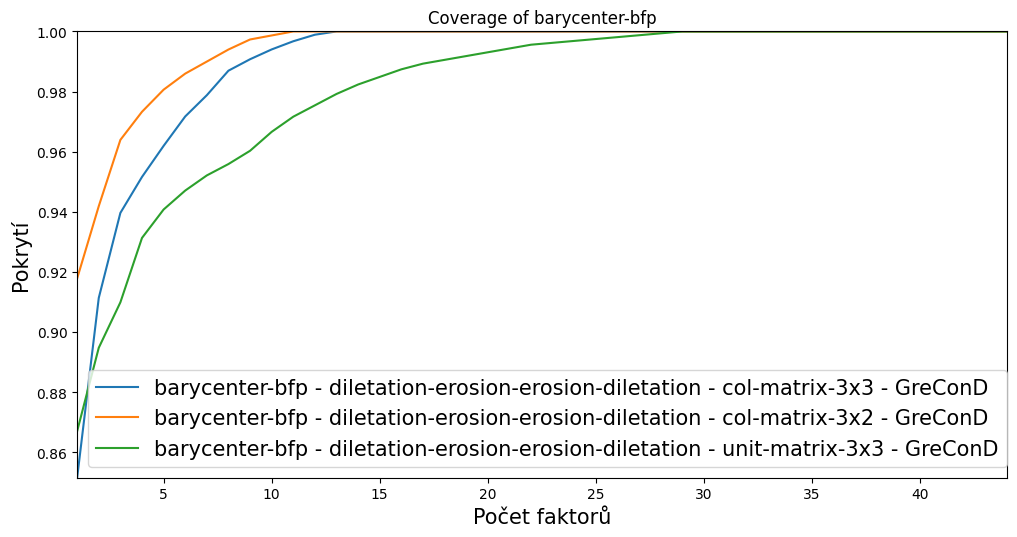 Coverage of barycenter-bfp
1.00
0.98
0.96
0.94
0.92
0.90
0.88
0.86
Pokrytí
barycenter-bfp - diletation-erosion-erosion-diletation - col-matrix-3x3 - GreConD
barycenter-bfp - diletation-erosion-erosion-diletation - col-matrix-3x2 - GreConD
barycenter-bfp - diletation-erosion-erosion-diletation - unit-matrix-3x3 - GreConD
5 10 15 20 25 30 35 40
Počet faktorů